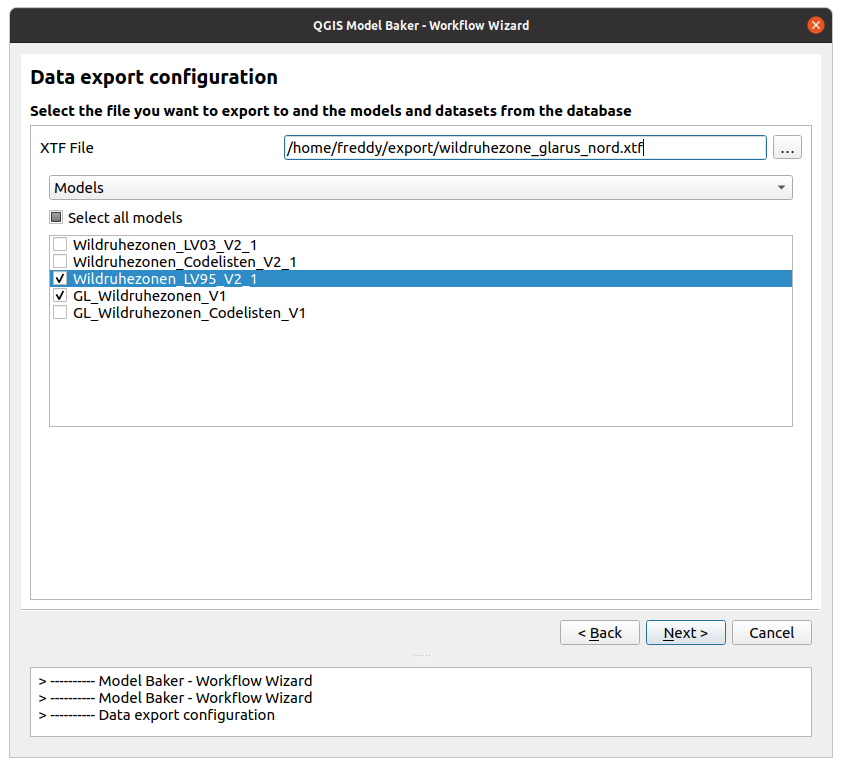 QGIS Model Baker - Workflow Wizard
Data export configuration
Select the file you want to export to and the models and datasets from the database
XTF File /home/freddy/export/wildruhezone_glarus_nord.xtf ...
Models
Select all models
Wildruhezonen_LV03_V2_1
Wildruhezonen_Codelisten_V2_1
Wildruhezonen_LV95_V2_1
GL_Wildruhezonen_V1
GL_Wildruhezonen_Codelisten_V1
< Back Next > Cancel
> ---------- Model Baker - Workflow Wizard
> ---------- Model Baker - Workflow Wizard
> ---------- Data export configuration